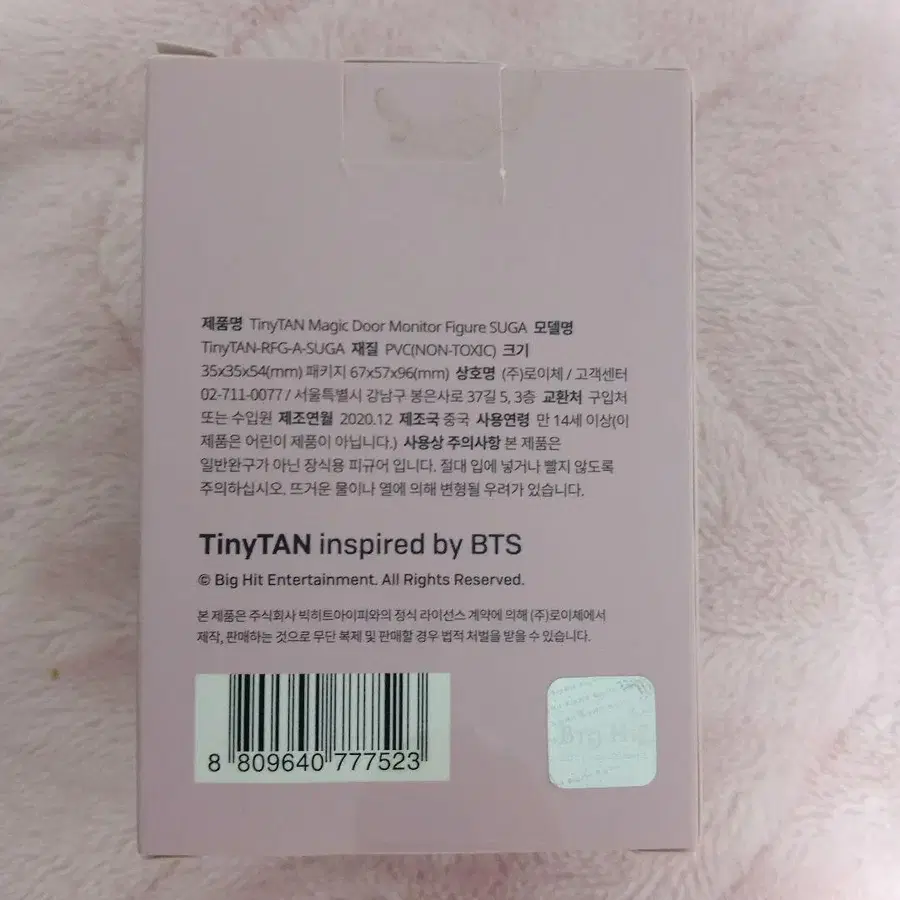 제품명 TinyTAN Magic Door Monitor Figure SUGA 모델명
TinyTAN-RFG-A-SUGA 재질 PVC(NON-TOXIC) 크기
35x35x54(mm) 패키지 67x57x96(mm) 상호명 (주)로이체 / 고객센터
02-711-0077 / 서울특별시 강남구 봉은사로 37길 5, 3층 교환처 구입처
또는 수입원 제조연월 2020.12 제조국 중국 사용연령 만 14세 이상(이
제품은 어린이 제품이 아닙니다.) 사용상 주의사항 본 제품은
일반완구가 아닌 장식용 피규어 입니다. 절대 입에 넣거나 빨지 않도록
주의하십시오. 뜨거운 물이나 열에 의해 변형될 우려가 있습니다.
TinyTAN inspired by BTS
© Big Hit Entertainment. All Rights Reserved.
본 제품은 주식회사 빅히트아이피와의 정식 라이선스 계약에 의해 (주)로이체에서
제작, 판매하는 것으로 무단 복제 및 판매할 경우 법적 처벌을 받을 수 있습니다.
8 809640 777523
Big Hit